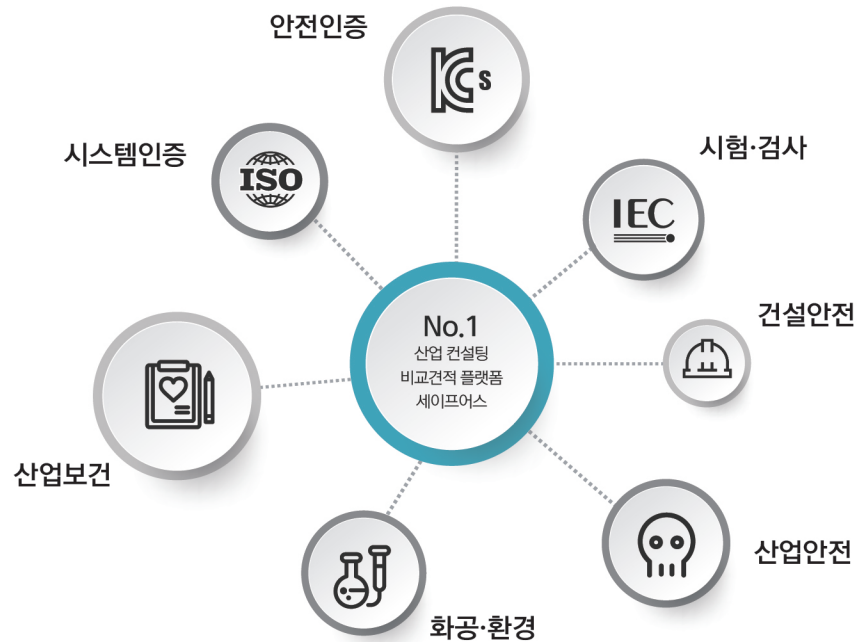 안전인증
KCs
시스템인증
ISO
시험·검사
IEC
건설안전
No.1
산업 컨설팅
비교견적 플랫폼
세이프어스
산업보건
산업안전
화공·환경